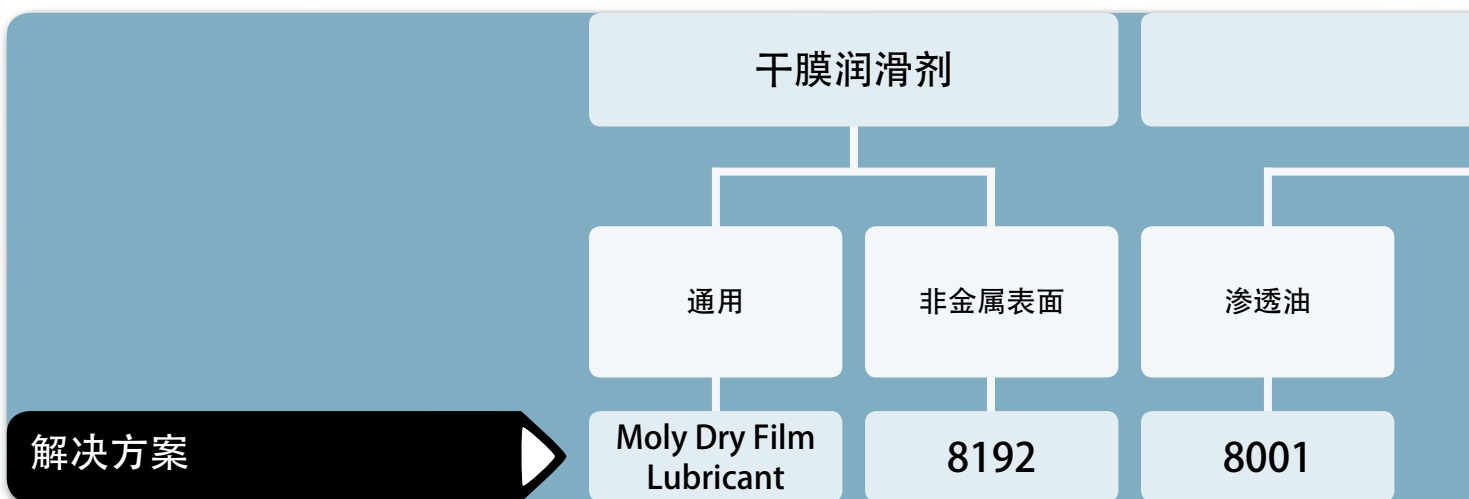 干膜润滑剂
通用
非金属表面
渗透油
解决方案
Moly Dry Film
Lubricant
8192
8001